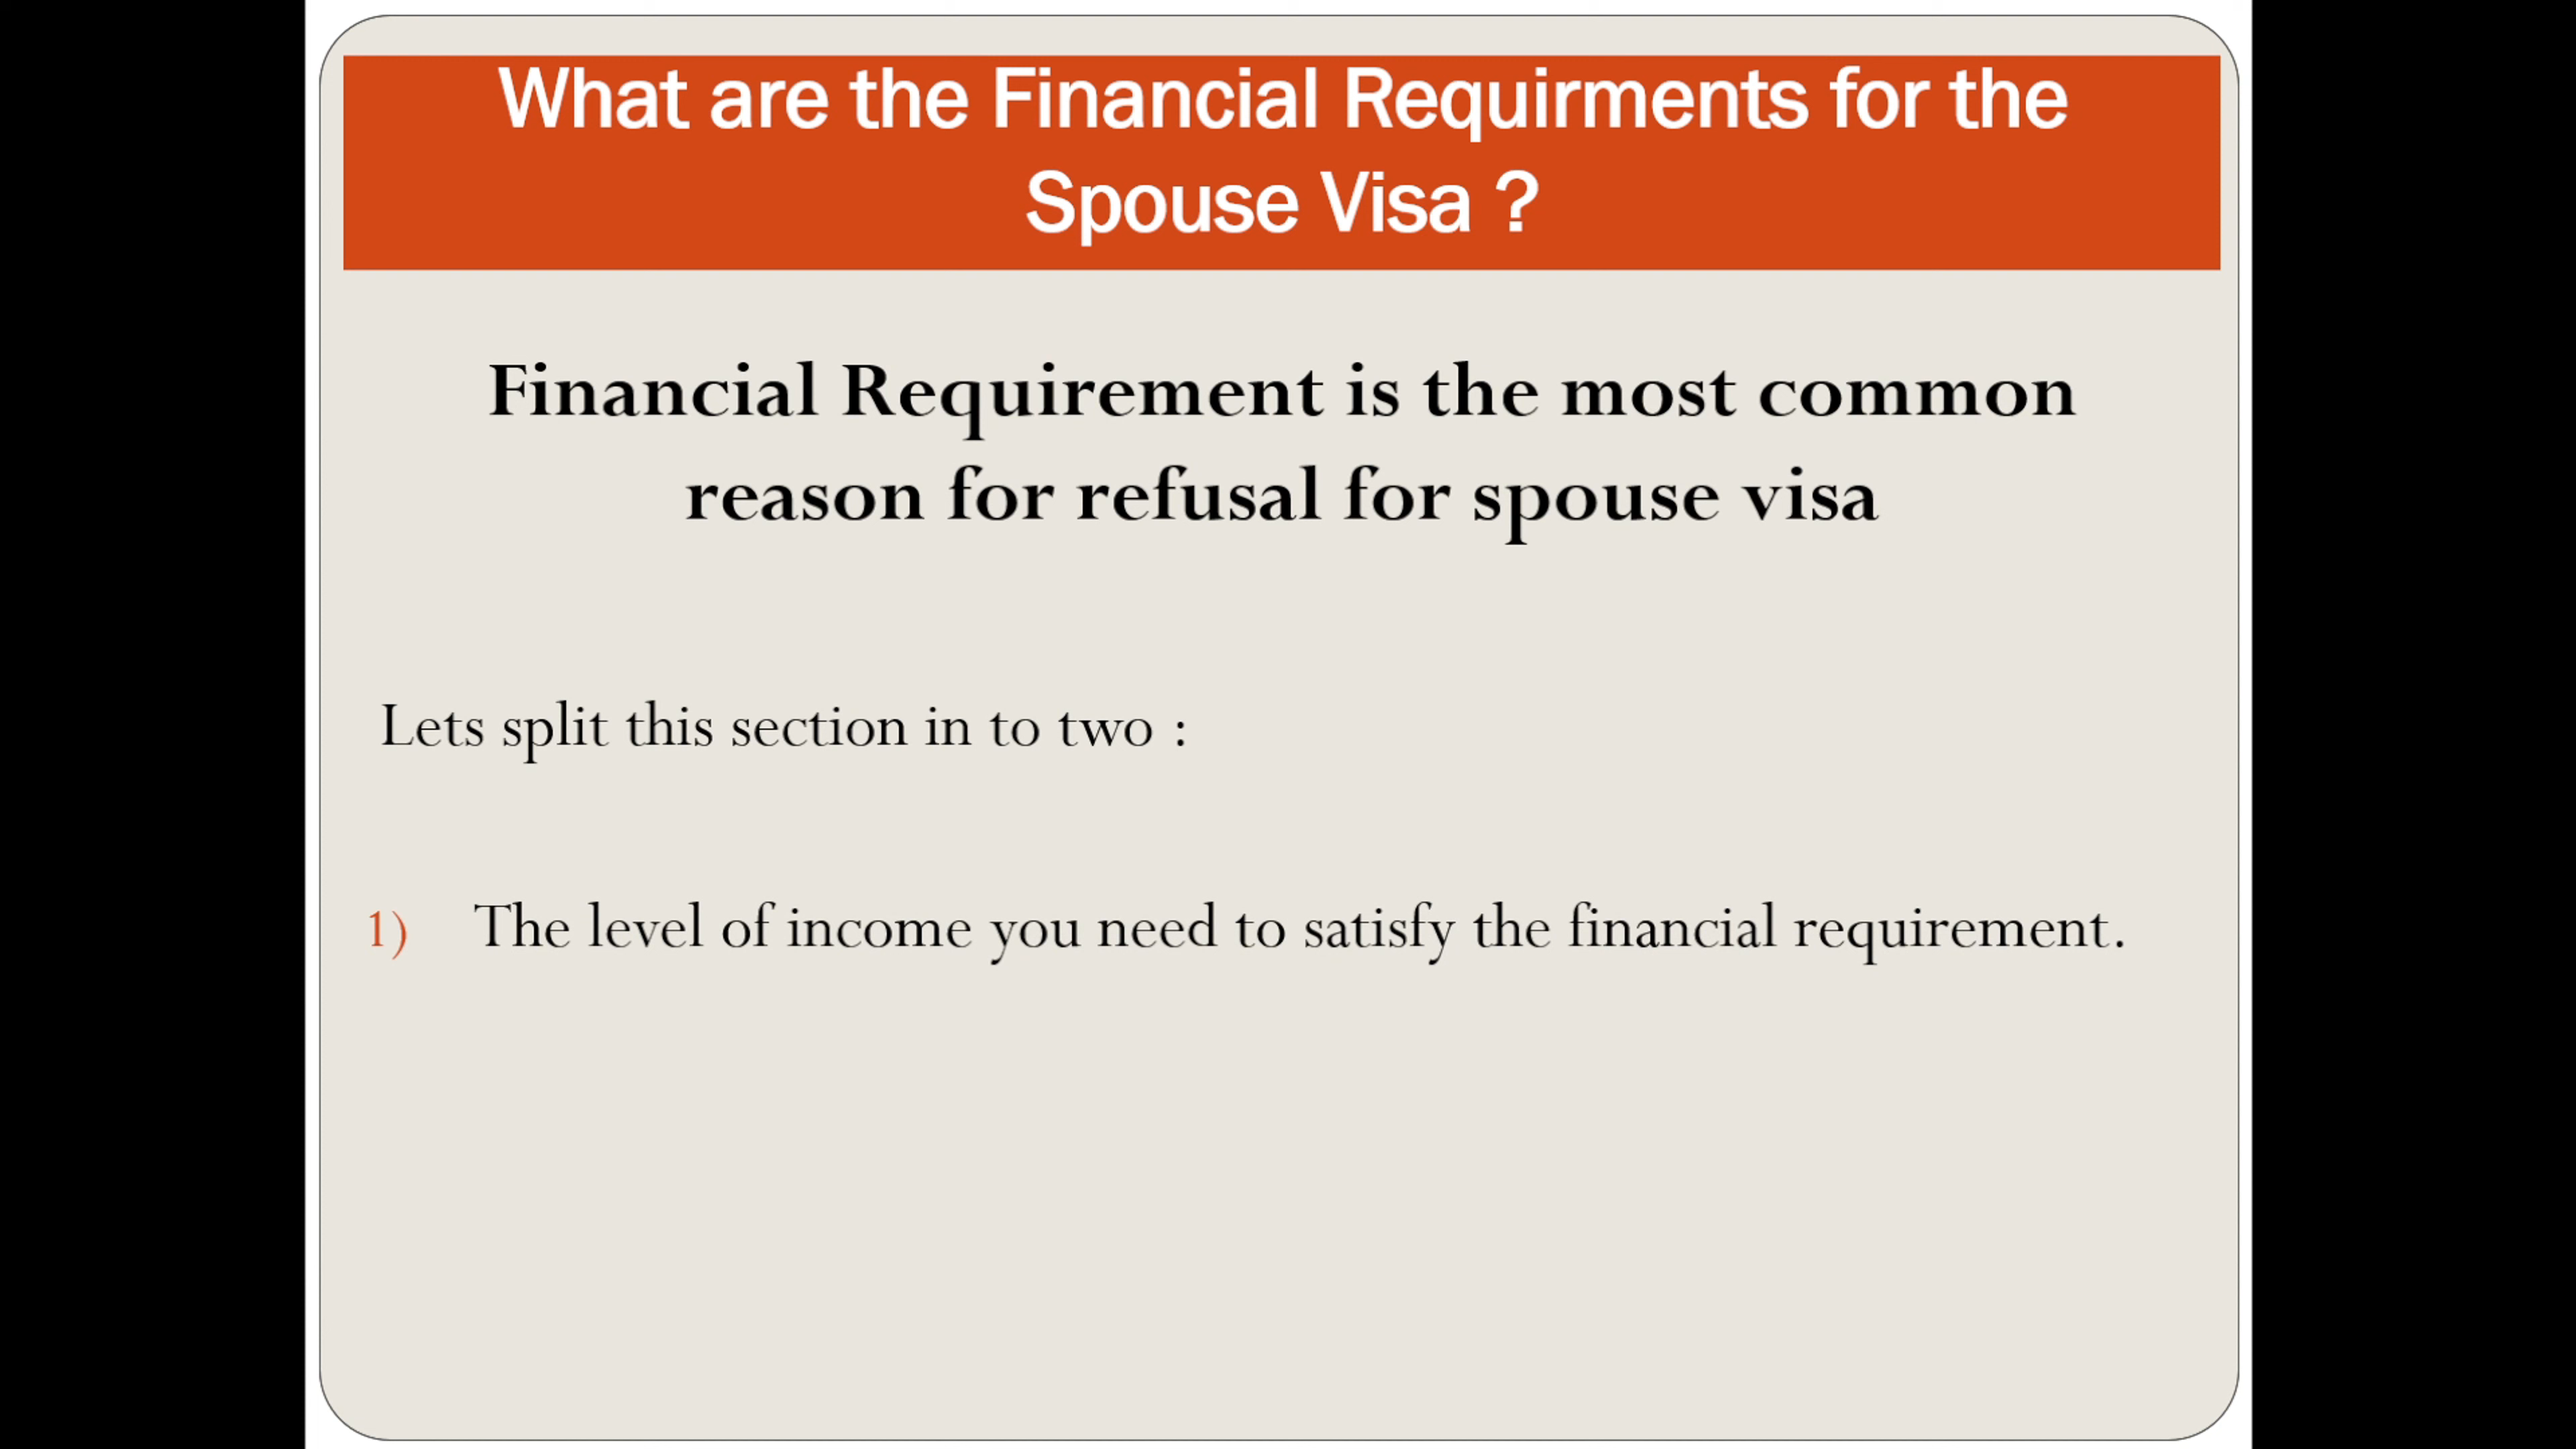 What are the Financial Requirments for the
Spouse Visa ?
Financial Requirement is the most common
reason for refusal for spouse visa
Lets split this section in to two :
1) The level of income you need to satisfy the financial requirement.